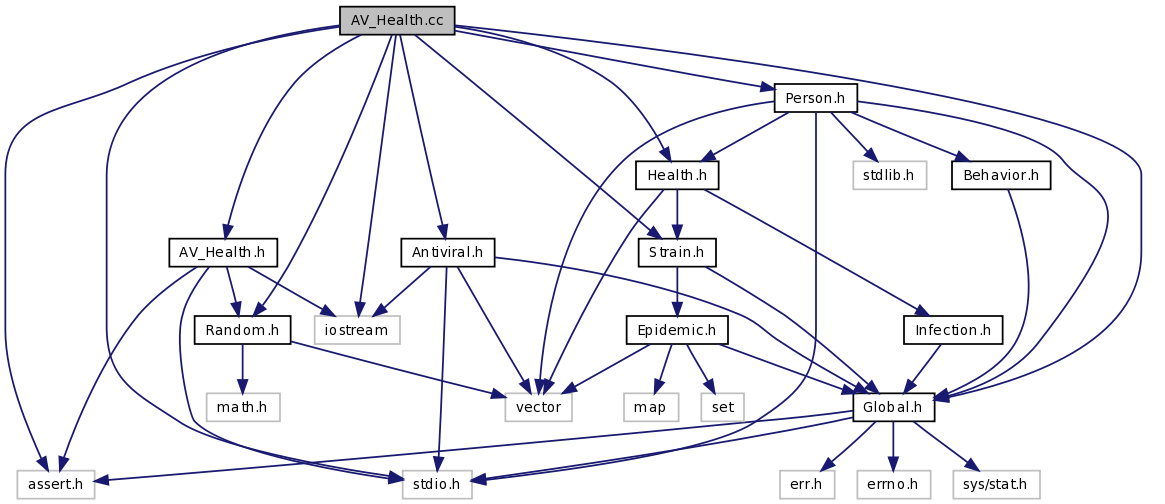 AV_Health.cc
Person.h
Health.h
stdlib.h
Behavior.h
AV_Health.h
Antiviral.h
Strain.h
Random.h
iostream
Epidemic.h
Infection.h
math.h
vector
map
set
Global.h
assert.h
stdio.h
err.h
errno.h
sys/stat.h